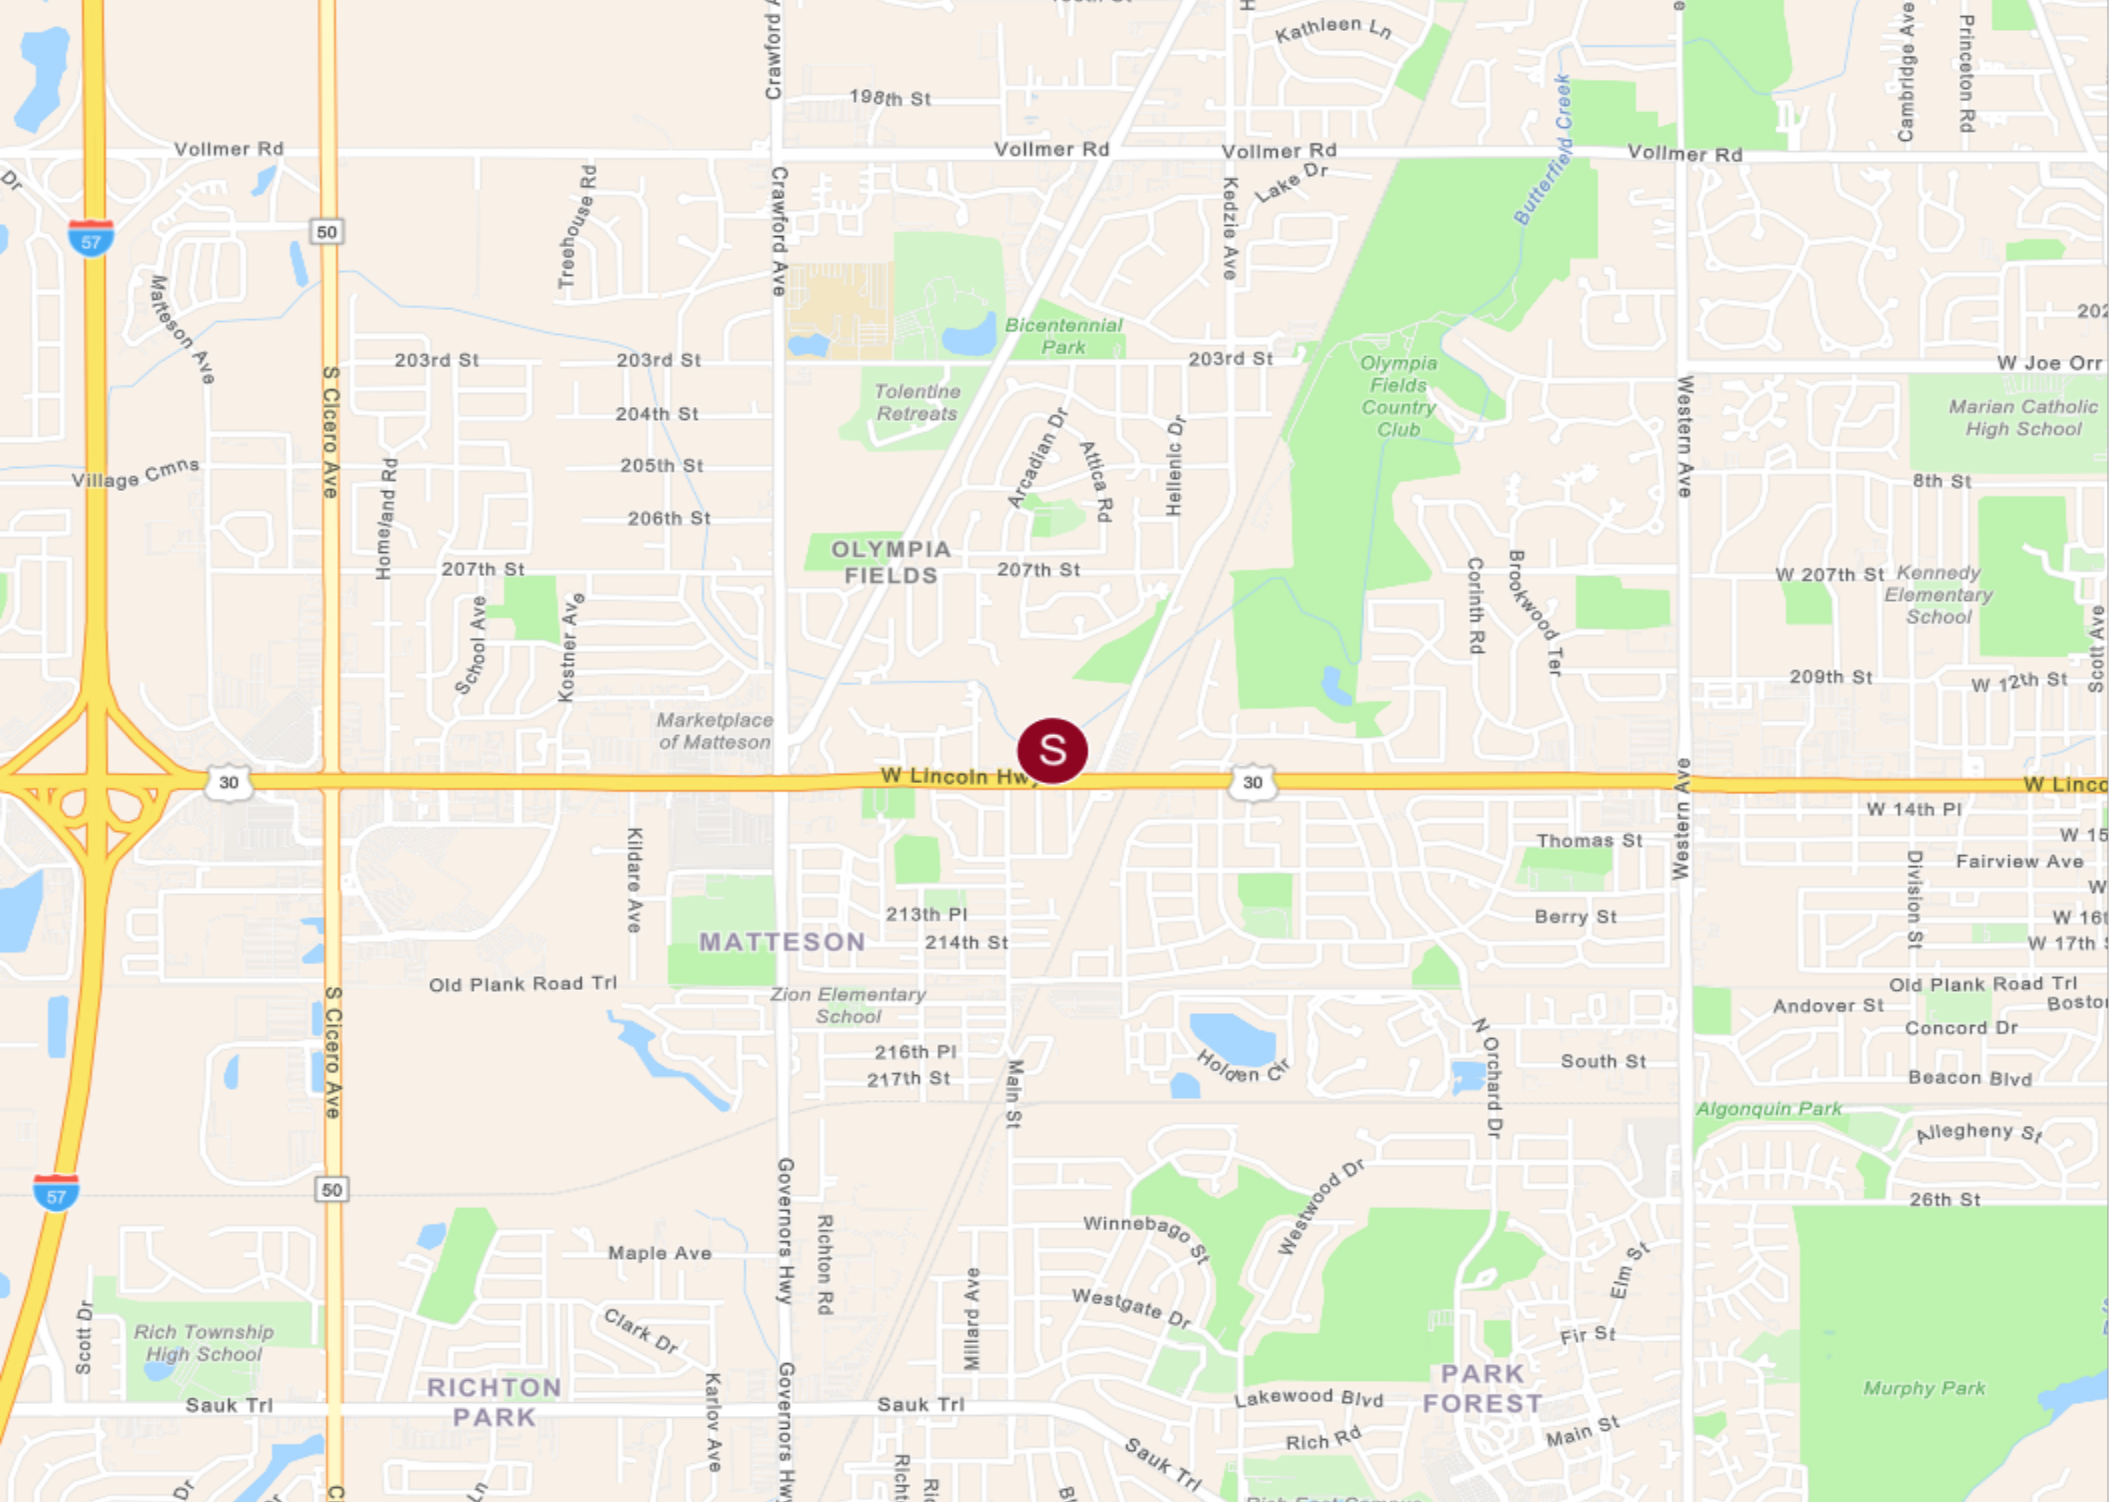 Kathleen Ln
Crawford A
198th St
Cambridge Ave
Princeton Rd
Butterfield Creek
Vollmer Rd
Vollmer Rd
Vollmer Rd
Vollmer Rd
Dr
Treehouse Rd
Crawford Ave
Kedzie Ave
Lake Dr
57
50
Matteson Ave
Bicentennial
Park
203rd St
203rd St
203rd St
Olympia
Fields
Country
Club
W Joe Orr
S Cicero Ave
Tolentine
Retreats
204th St
Western Ave
Marian Catholic
High School
Arcadian Dr
Attica Rd
Hellenic Dr
Village Cmns
Homeland Rd
205th St
8th St
206th St
OLYMPIA
FIELDS
207th St
207th St
Corinth Rd
Brookwood Ter
W 207th St
Kennedy
Elementary
School
School Ave
Kostner Ave
Scott Ave
209th St
W 12th St
Marketplace
of Matteson
S
30
W Lincoln Hwy
30
Western Ave
W Linco
W 14th Pl
Kildare Ave
Thomas St
W 15
Fairview Ave
Division St
W
213th Pl
Berry St
W 16t
MATTESON
214th St
W 17th
Old Plank Road Trl
Old Plank Road Trl
Zion Elementary
School
Andover St
Bosto
S Cicero Ave
N Orchard Dr
Concord Dr
216th Pl
Holden Cir
South St
217th St
Main St
Beacon Blvd
Algonquin Park
Allegheny St
57
50
Governors Hwy
Westwood Dr
26th St
Richton Rd
Winnebago St
Maple Ave
Elm St
Millard Ave
Westgate Dr
Scott Dr
Rich Township
High School
Clark Dr
Fir St
RICHTON
PARK
Karlov Ave
Governors Hwy
PARK
FOREST
Murphy Park
Sauk Trl
Sauk Trl
Lakewood Blvd
Main St
Rich Rd
Sauk Trl
Dr
Ln
Richt
Ric